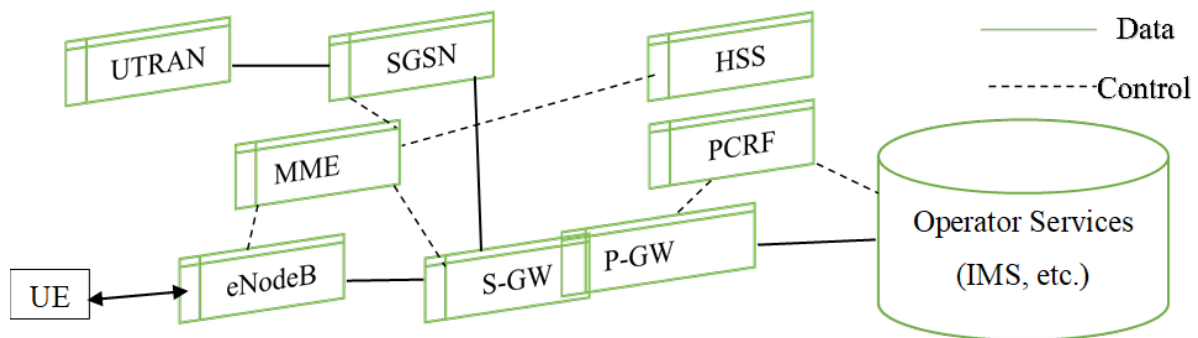 UTRAN
SGSN
HSS
Data
Control
MME
PCRF
Operator Services
(IMS, etc.)
UE
eNodeB
S-GW
P-GW